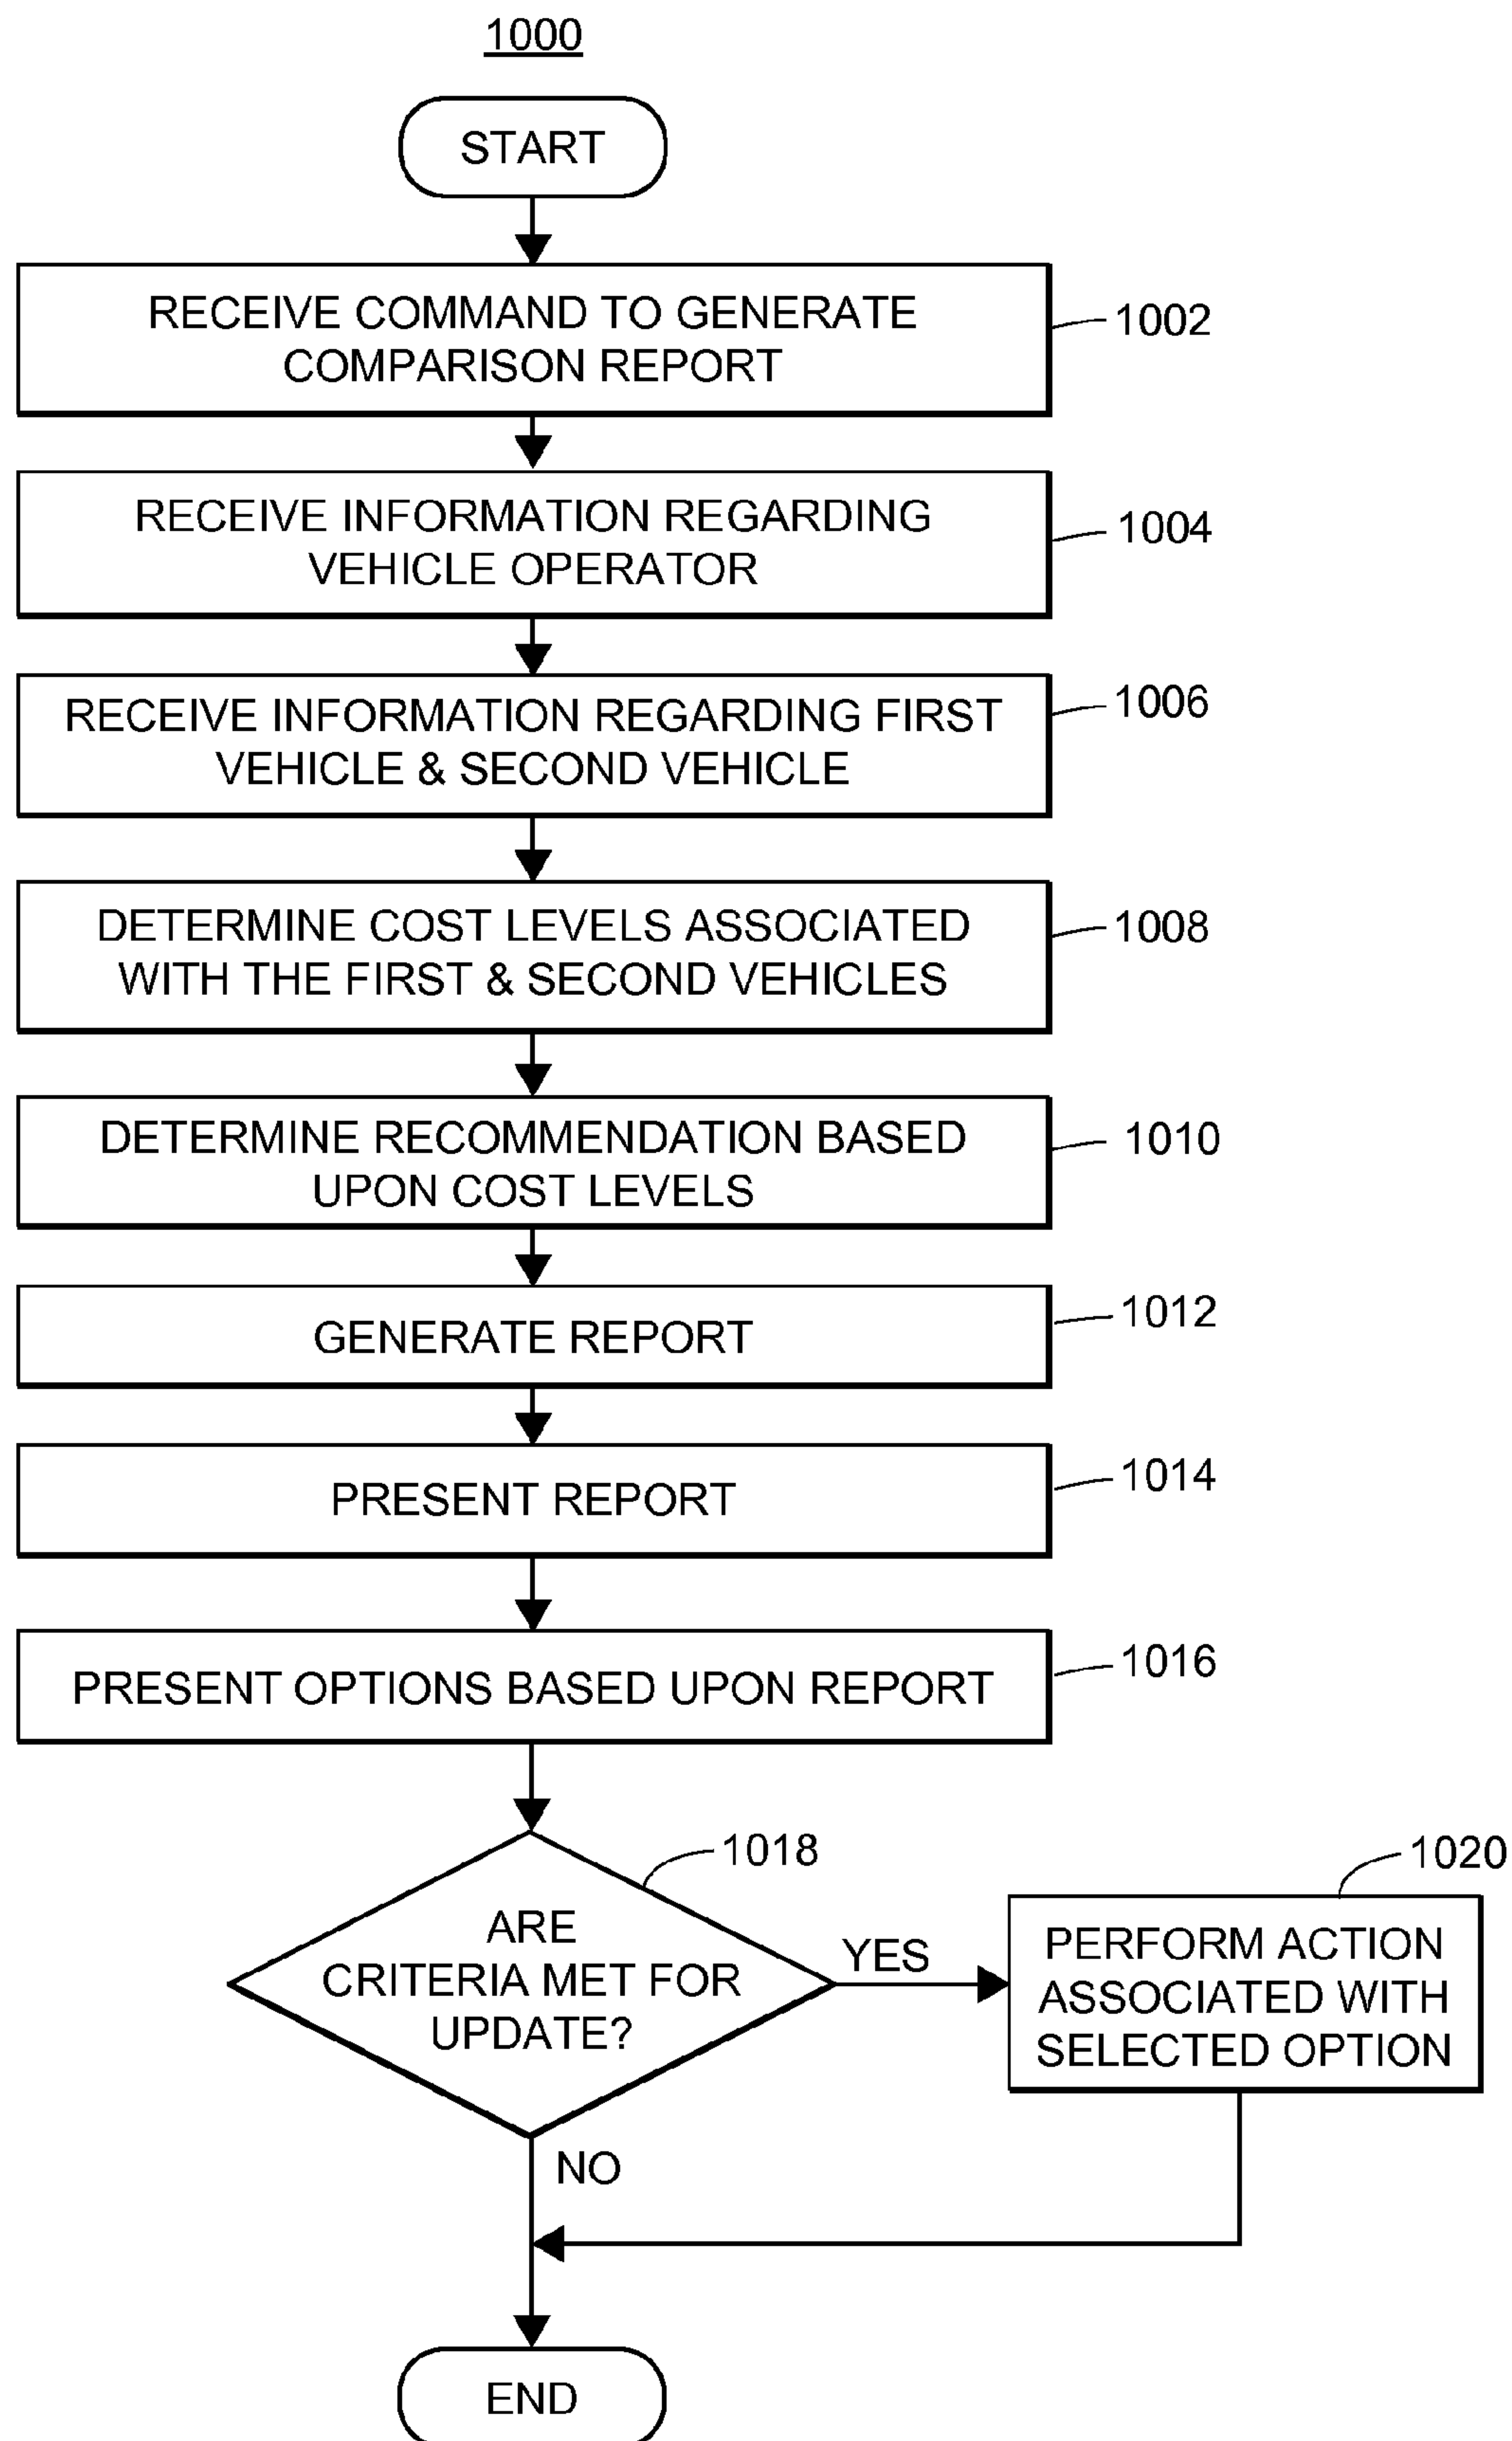 1000
START
RECEIVE COMMAND TO GENERATE
COMPARISON REPORT
1002
RECEIVE INFORMATION REGARDING
VEHICLE OPERATOR
1004
RECEIVE INFORMATION REGARDING FIRST
VEHICLE & SECOND VEHICLE
1006
DETERMINE COST LEVELS ASSOCIATED
WITH THE FIRST & SECOND VEHICLES
1008
DETERMINE RECOMMENDATION BASED
UPON COST LEVELS
1010
GENERATE REPORT
1012
PRESENT REPORT
1014
PRESENT OPTIONS BASED UPON REPORT
1016
ARE
CRITERIA MET FOR
UPDATE?
1018
YES
PERFORM ACTION
ASSOCIATED WITH
SELECTED OPTION
1020
NO
END